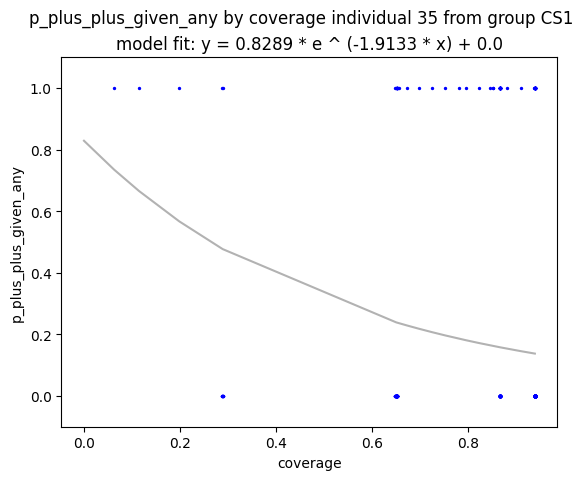 p_plus_plus_given_any by coverage individual 35 from group CS1
model fit: y = 0.8289 * e ^ (-1.9133 * x) + 0.0
1.0
0.8
0.6
0.4
0.2
0.0
p_plus_plus_given_any
0.0 0.2 0.4 0.6 0.8
coverage